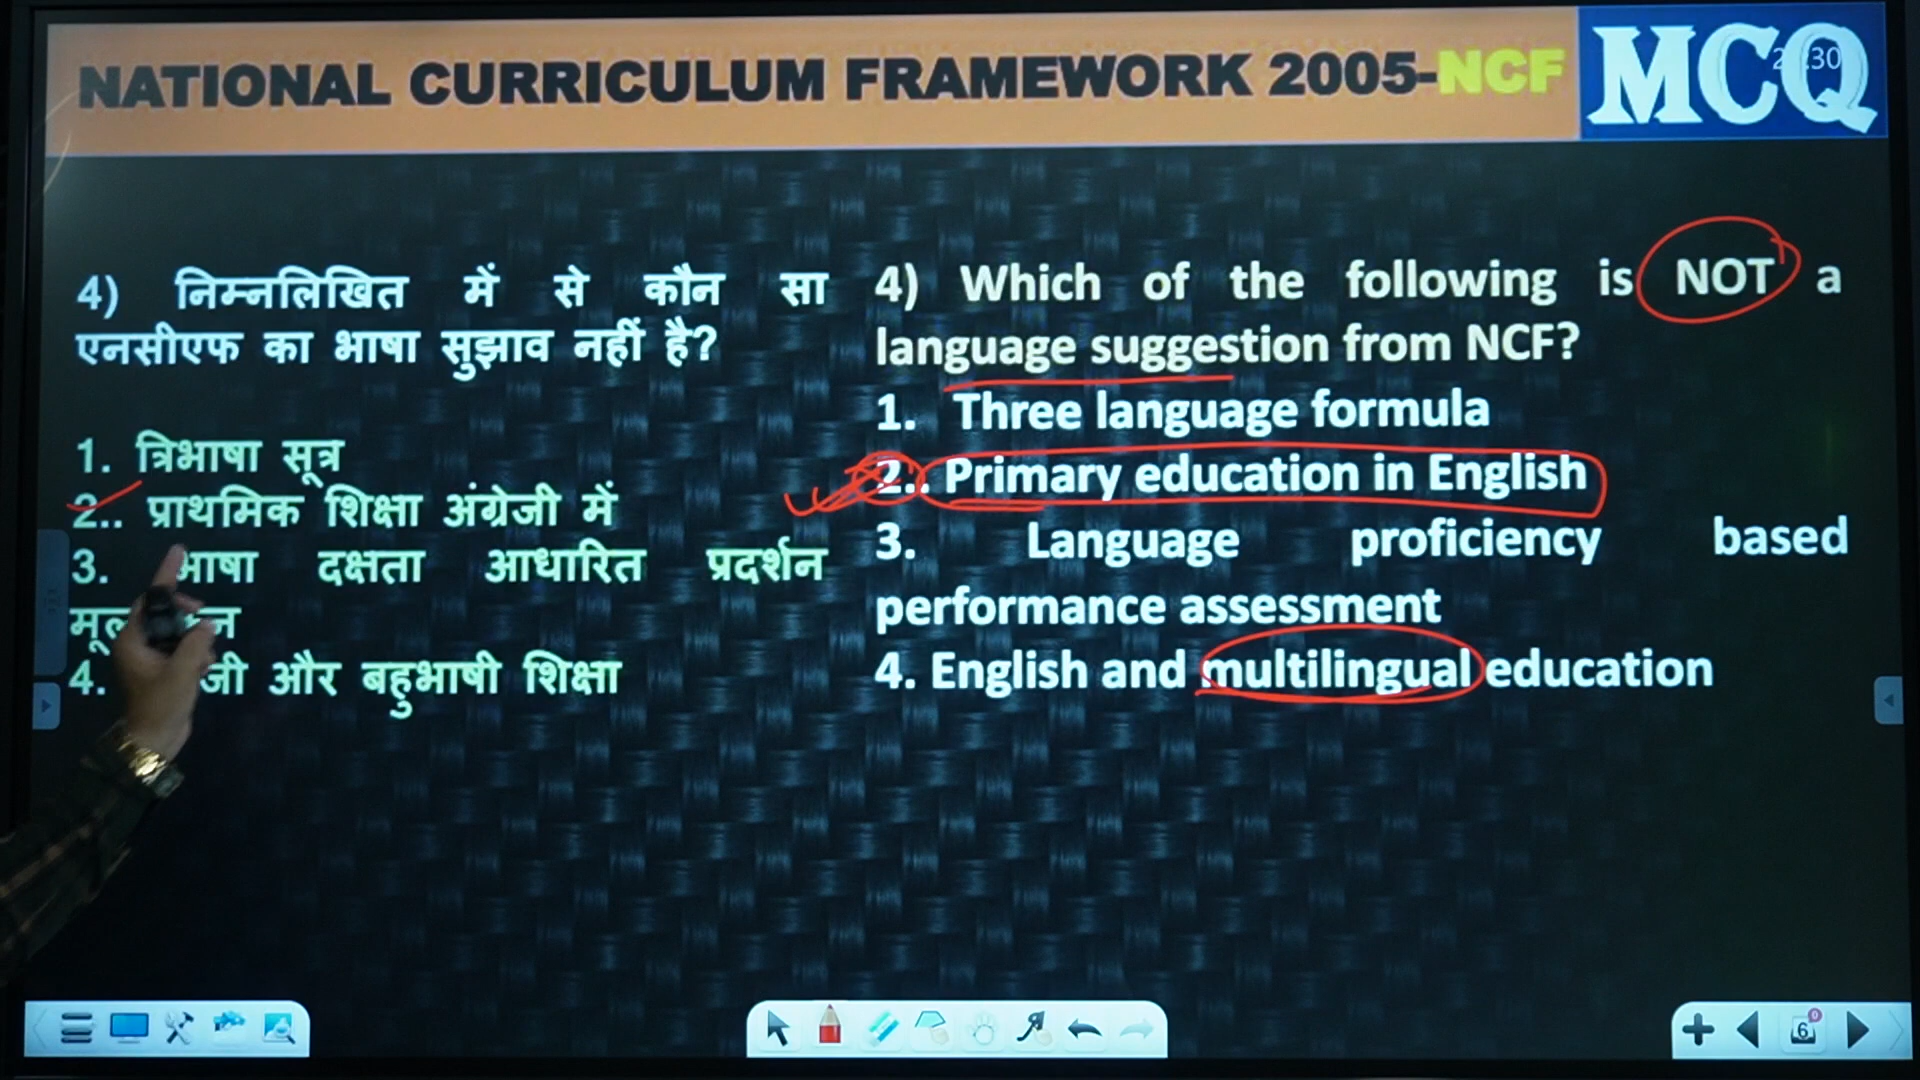 NATIONAL CURRICULUM FRAMEWORK 2005-NCF
MCQ
4) निम्नलिखित में से कौन सा
एनसीएफ का भाषा सुझाव नहीं है?
1. त्रिभाषा सूत्र
2.. प्राथमिक शिक्षा अंग्रेजी में
3. भाषा दक्षता आधारित प्रदर्शन
4. और बहुभाषी शिक्षा
4) Which of the following is NOT a
language suggestion from NCF?
1. Three language formula
2.. Primary education in English
3. Language proficiency based
performance assessment
4. English and multilingual education
6
0